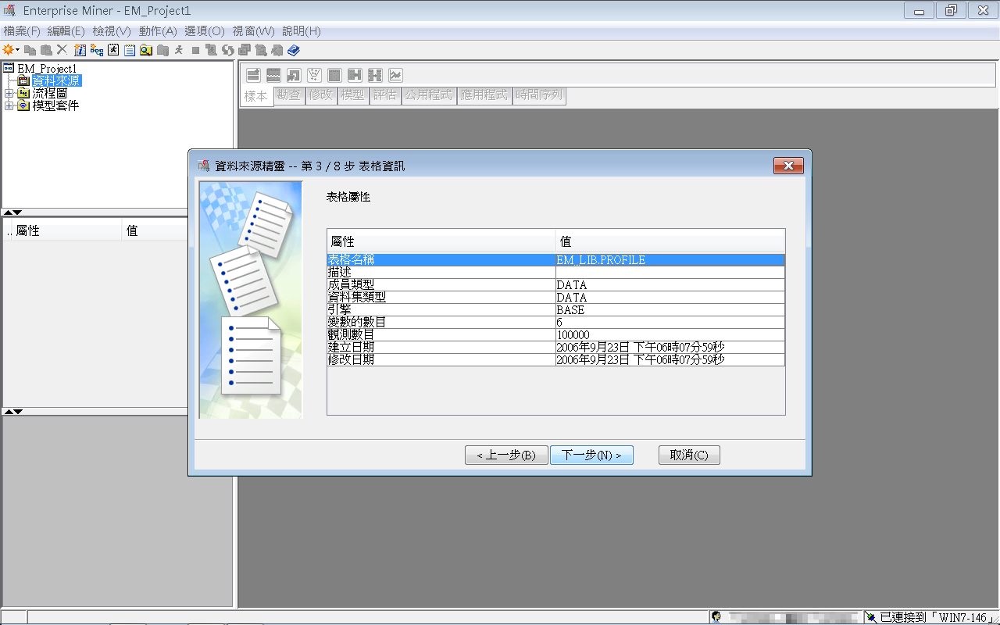 Enterprise Miner - EM_Project1
檔案(F) 編輯(E) 檢視(V) 動作(A) 選項(O) 視窗(W) 說明(H)
EM_Project1
資料來源
流程圖
模型套件
樣本 勘查 修改 模型 評估 公用程式 應用程式 時間序列
.. 屬性 值
資料來源精靈 -- 第 3 / 8 步 表格資訊
表格屬性
屬性 值
表格名稱 EM_LIB.PROFILE
描述
成員類型 DATA
資料集類型 DATA
引擎 BASE
變數的數目 6
觀測數目 100000
建立日期 2006年9月23日 下午06時07分59秒
修改日期 2006年9月23日 下午06時07分59秒
< 上一步(B) 下一步(N) > 取消(C)
已連接到「WIN7-146」